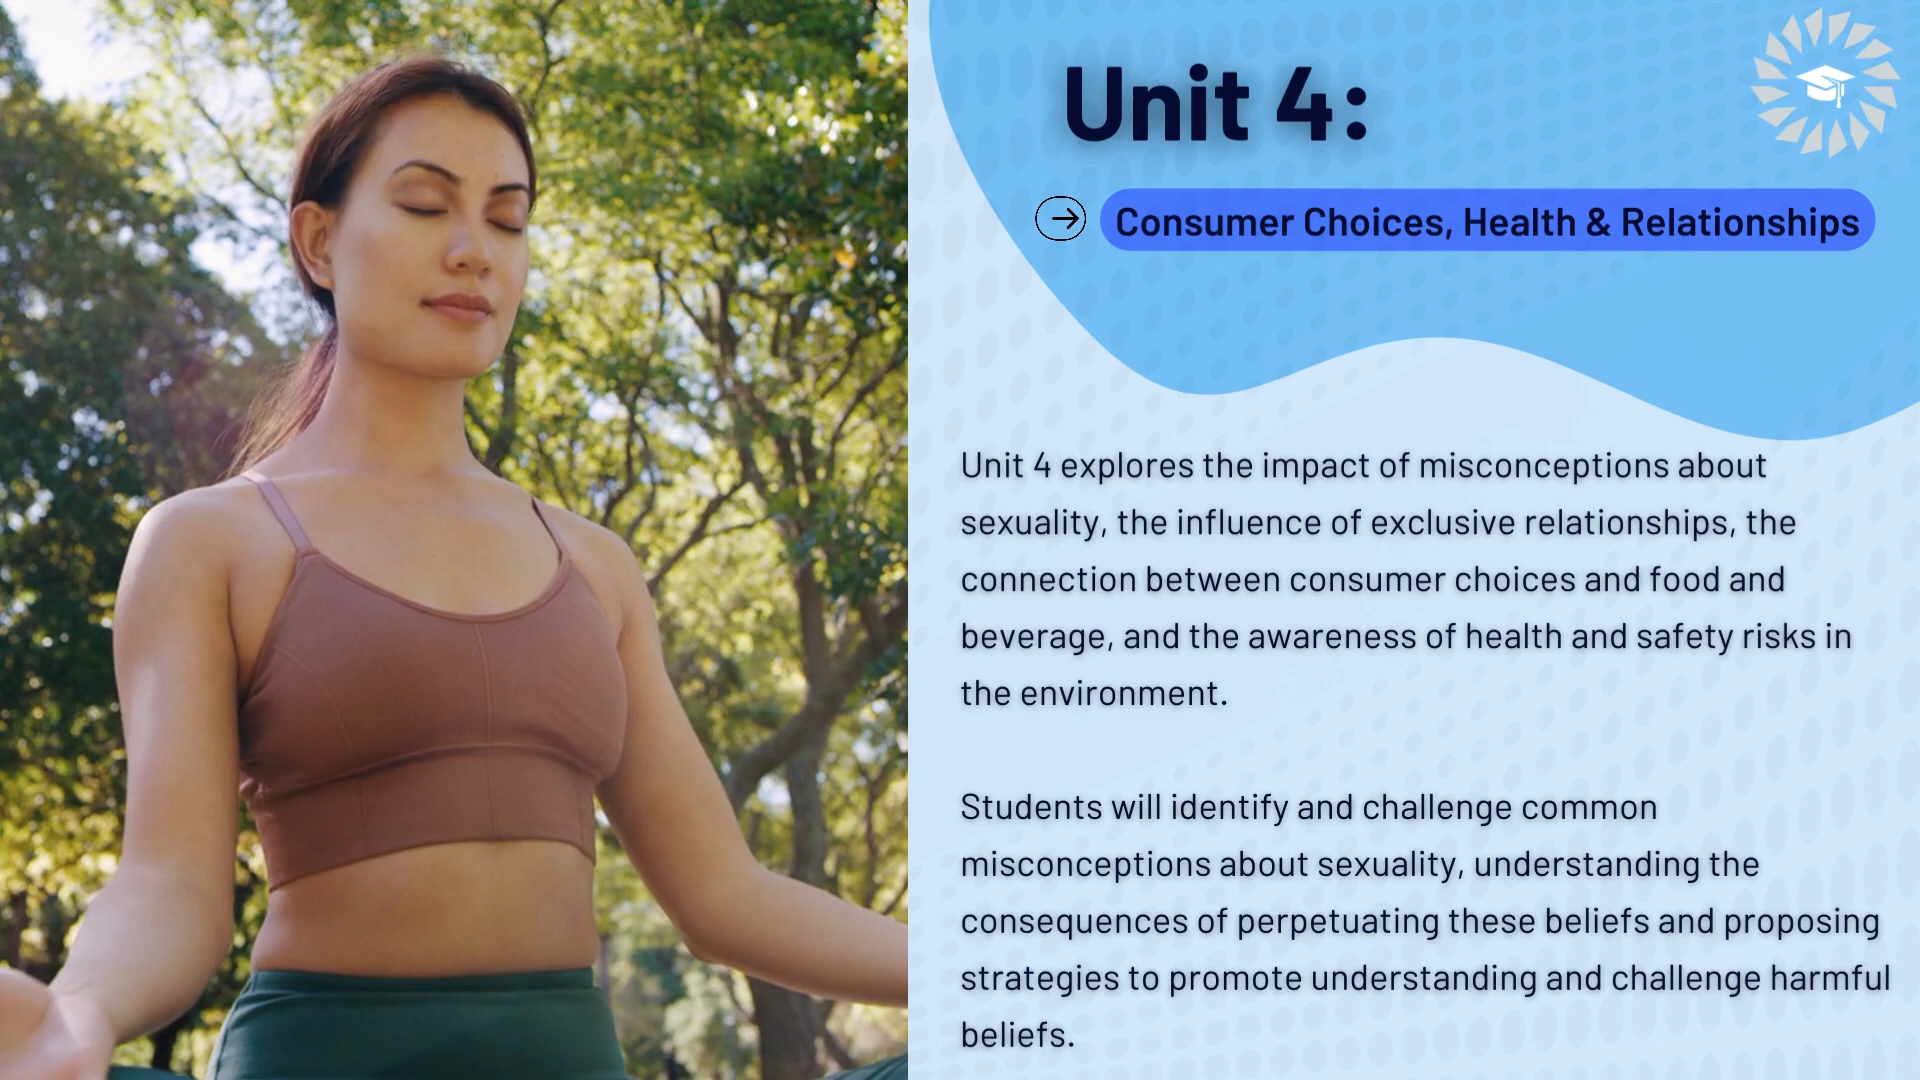 Unit 4:
Consumer Choices, Health & Relationships
Unit 4 explores the impact of misconceptions about
sexuality, the influence of exclusive relationships, the
connection between consumer choices and food and
beverage, and the awareness of health and safety risks in
the environment.
Students will identify and challenge common
misconceptions about sexuality, understanding the
consequences of perpetuating these beliefs and proposing
strategies to promote understanding and challenge harmful
beliefs.